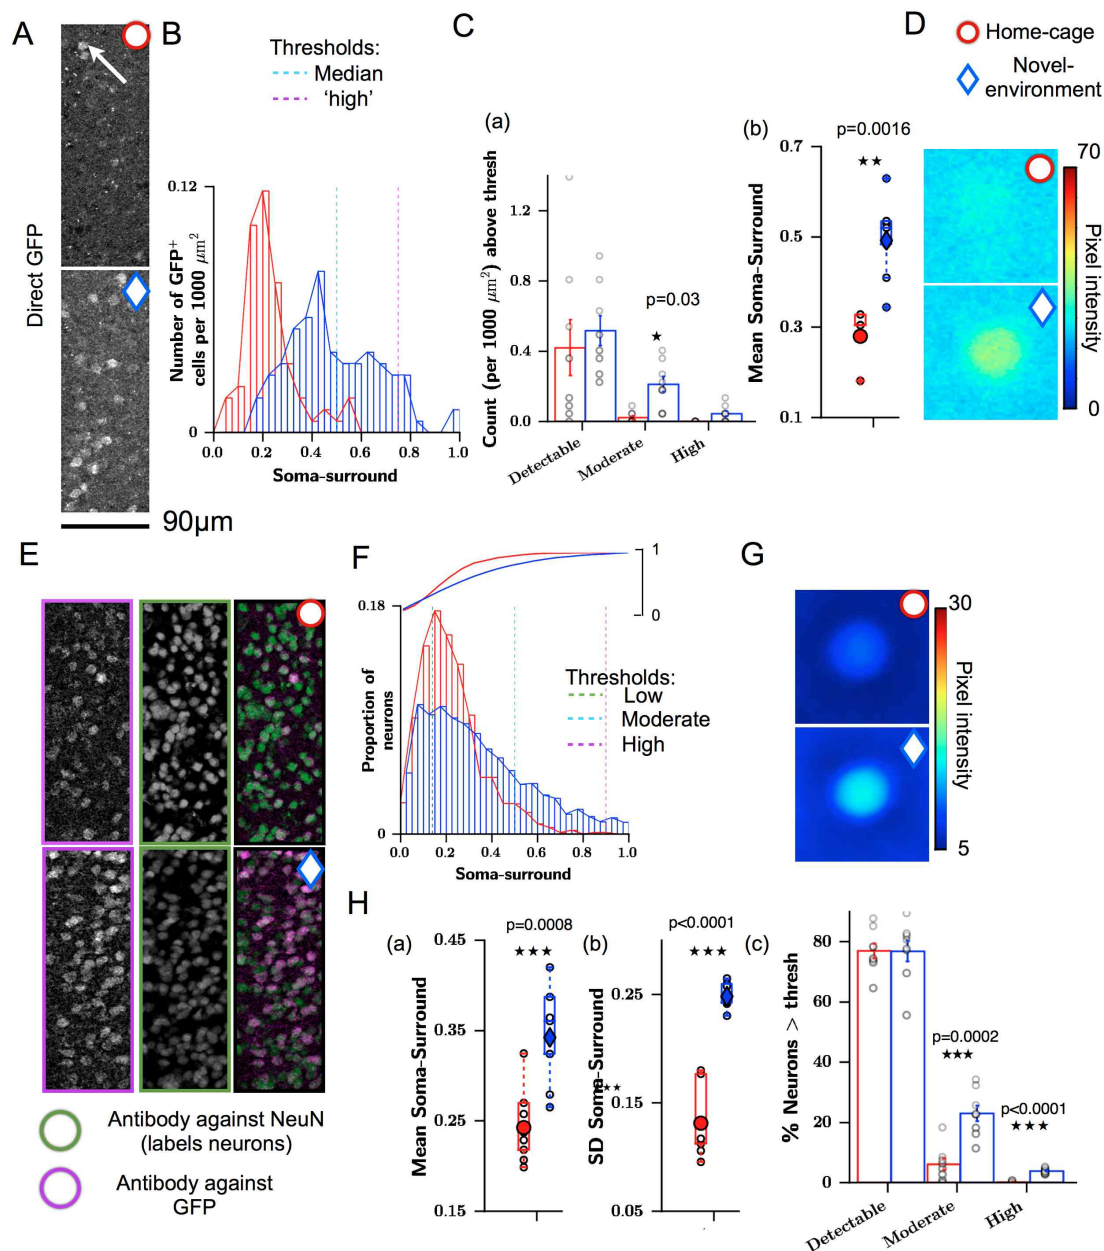 A
Direct GFP
90µm
B
Thresholds:
Median
'high'
0.12
0
Number of GFP+
cells per 1000 µm²
0.0 0.2 0.4 0.6 0.8 1.0
Soma-surround
C
(a)
Count (per 1000 µm²) above thresh
1.2
0.8
0.4
0.0
p=0.03
★
Detectable
Moderate
High
(b)
p=0.0016
★★
Mean Soma-Surround
0.7
0.5
0.3
0.1
D
Home-cage
Novel-
environment
70
0
Pixel intensity
E
Antibody against NeuN
(labels neurons)
Antibody against
GFP
F
1
0
0.18
0
Proportion of
neurons
Thresholds:
Low
Moderate
High
0.0 0.2 0.4 0.6 0.8 1.0
Soma-surround
G
30
5
Pixel intensity
H
(a)
p=0.0008
★★★
Mean Soma-Surround
0.45
0.35
0.25
0.15
(b)
p<0.0001
★★★
SD Soma-Surround
★★
0.25
0.15
0.05
(c)
% Neurons > thresh
80
60
40
20
0
p=0.0002
★★★
p<0.0001
★★★
Detectable
Moderate
High